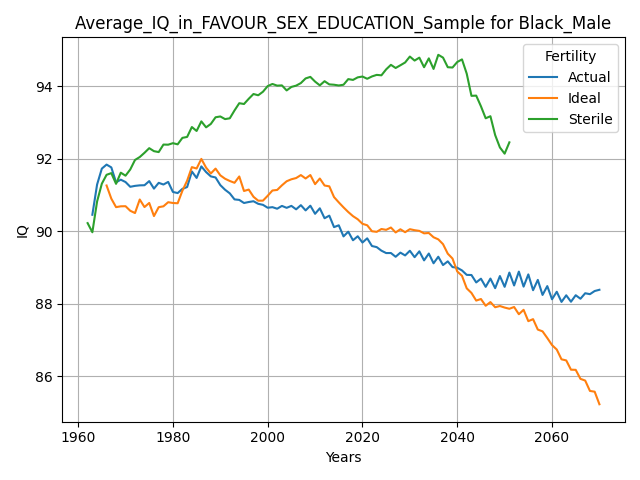 Average_IQ_in_FAVOUR_SEX_EDUCATION_Sample for Black_Male
Fertility
Actual
Ideal
Sterile
IQ
94
92
90
88
86
1960 1980 2000 2020 2040 2060
Years